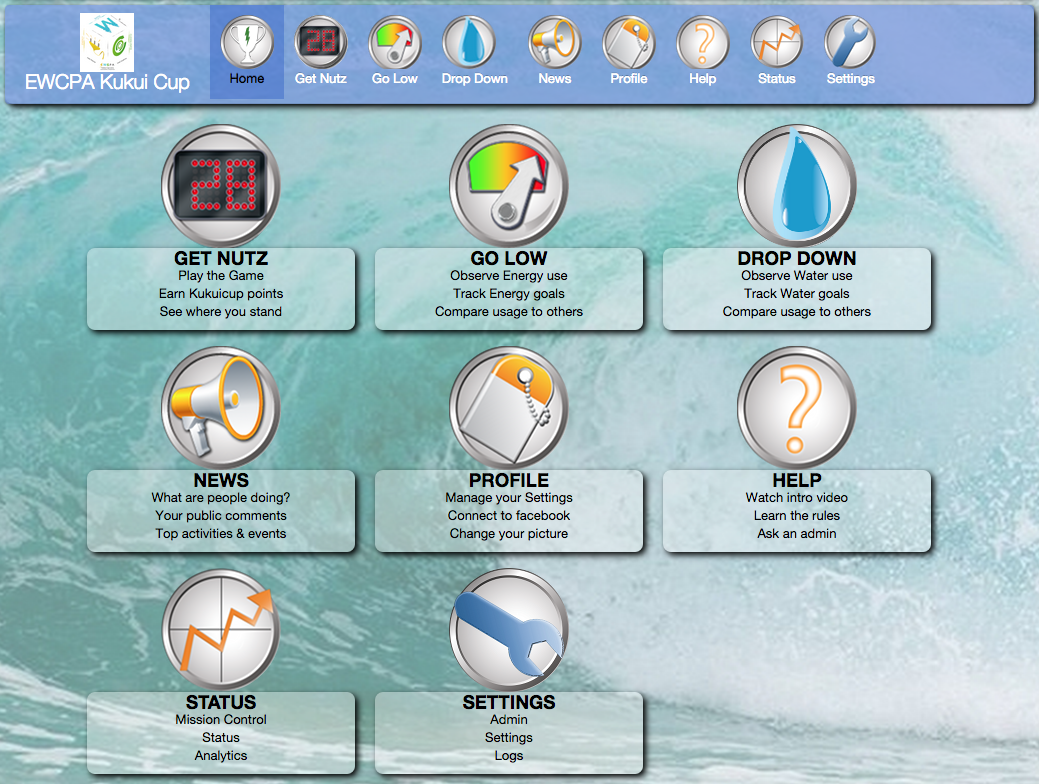 EWCPA Kukui Cup
Home
Get Nutz
Go Low
Drop Down
News
Profile
Help
Status
Settings
28
28
GET NUTZ
Play the Game
Earn Kukuicup points
See where you stand
GO LOW
Observe Energy use
Track Energy goals
Compare usage to others
DROP DOWN
Observe Water use
Track Water goals
Compare usage to others
NEWS
What are people doing?
Your public comments
Top activities & events
PROFILE
Manage your Settings
Connect to facebook
Change your picture
HELP
Watch intro video
Learn the rules
Ask an admin
STATUS
Mission Control
Status
Analytics
SETTINGS
Admin
Settings
Logs